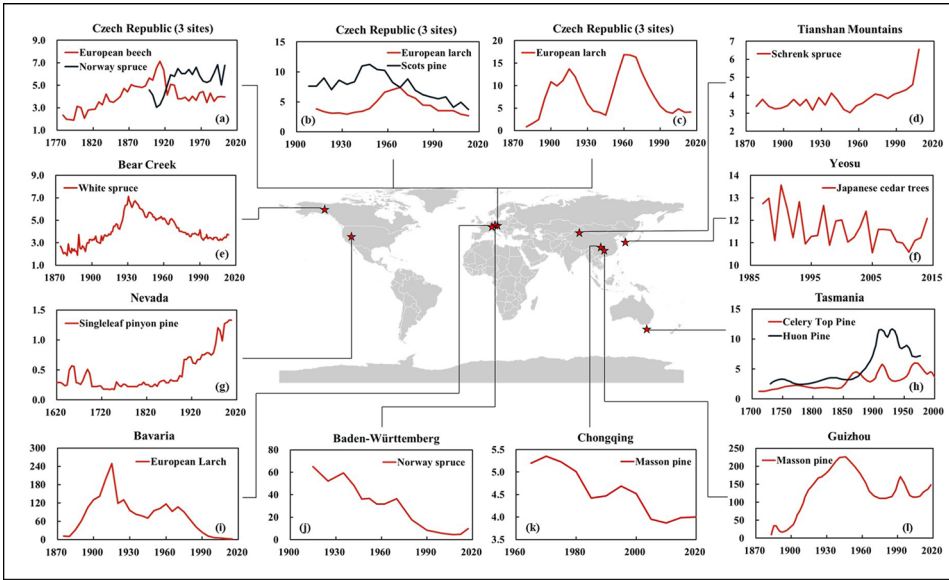 Czech Republic (3 sites)
9.0
7.0
5.0
3.0
1.0
European beech
Norway spruce
(a)
1770 1820 1870 1920 1970 2020
Czech Republic (3 sites)
15
10
5
0
European larch
Scots pine
(b)
1900 1930 1960 1990 2020
Czech Republic (3 sites)
20
15
10
5
0
European larch
(c)
1880 1915 1950 1985 2020
Tianshan Mountains
7
6
5
4
3
2
Schrenk spruce
(d)
1820 1870 1920 1970 2020
Bear Creek
9.0
7.0
5.0
3.0
1.0
White spruce
(e)
1870 1900 1930 1960 1990 2020
Yeosu
14
13
12
11
10
Japanese cedar trees
(f)
1985 1995 2005 2015
Nevada
1.5
1.0
0.5
0.0
Singleleaf pinyon pine
(g)
1620 1720 1820 1920 2020
Tasmania
16
12
8
4
0
Celery Top Pine
Huon Pine
(h)
1700 1750 1800 1850 1900 1950 2000
Bavaria
300
240
180
120
60
0
European Larch
(i)
1870 1900 1930 1960 1990 2020
Baden-Württemberg
80
60
40
20
0
Norway spruce
(j)
1900 1930 1960 1990 2020
Chongqing
5.5
5.0
4.5
4.0
3.5
Masson pine
(k)
1960 1980 2000 2020
Guizhou
250
200
150
100
50
0
Masson pine
(l)
1870 1900 1930 1960 1990 2020